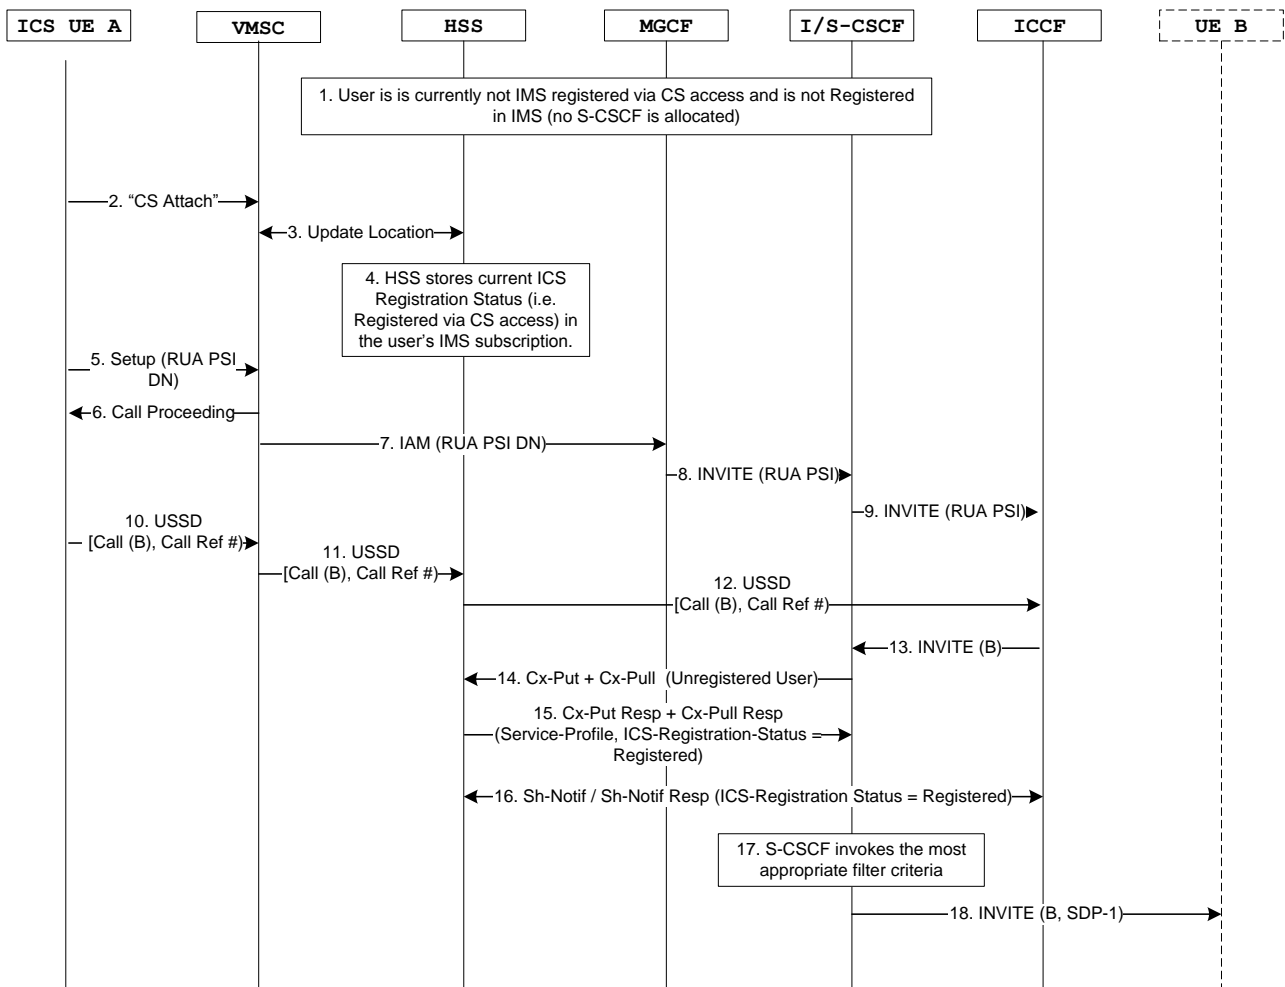 ICS UE A
VMSC
HSS
MGCF
I/S-CSCF
ICCF
UE B
1. User is is currently not IMS registered via CS access and is not Registered
in IMS (no S-CSCF is allocated)
2. “CS Attach”
3. Update Location
4. HSS stores current ICS
Registration Status (i.e.
Registered via CS access) in
the user’s IMS subscription.
5. Setup (RUA PSI
DN)
6. Call Proceeding
7. IAM (RUA PSI DN)
8. INVITE (RUA PSI)
9. INVITE (RUA PSI)
10. USSD
[Call (B), Call Ref #)
11. USSD
[Call (B), Call Ref #)
12. USSD
[Call (B), Call Ref #)
13. INVITE (B)
14. Cx-Put + Cx-Pull (Unregistered User)
15. Cx-Put Resp + Cx-Pull Resp
(Service-Profile, ICS-Registration-Status =
Registered)
16. Sh-Notif / Sh-Notif Resp (ICS-Registration Status = Registered)
17. S-CSCF invokes the most
appropriate filter criteria
18. INVITE (B, SDP-1)